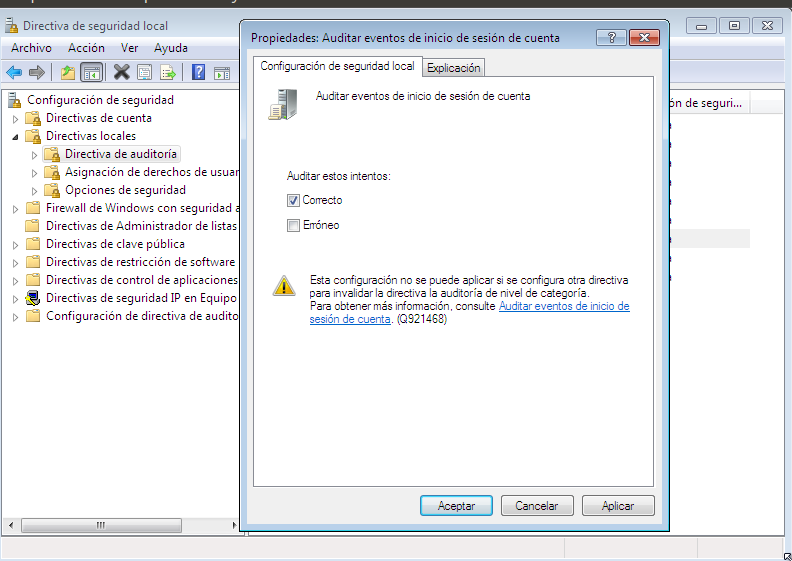 Directiva de seguridad local
Archivo Acción Ver Ayuda
Configuración de seguridad
Directivas de cuenta
Directivas locales
Directiva de auditoría
Asignación de derechos de usuar
Opciones de seguridad
Firewall de Windows con seguridad a
Directivas de Administrador de listas
Directivas de clave pública
Directivas de restricción de software
Directivas de control de aplicaciones
Directivas de seguridad IP en Equipo
Configuración de directiva de audito
ón de seguri...
Propiedades: Auditar eventos de inicio de sesión de cuenta
Configuración de seguridad local Explicación
Auditar eventos de inicio de sesión de cuenta
Auditar estos intentos:
Correcto
Erróneo
Esta configuración no se puede aplicar si se configura otra directiva
para invalidar la directiva la auditoría de nivel de categoría.
Para obtener más información, consulte Auditar eventos de inicio de
sesión de cuenta. (Q921468)
Aceptar Cancelar Aplicar